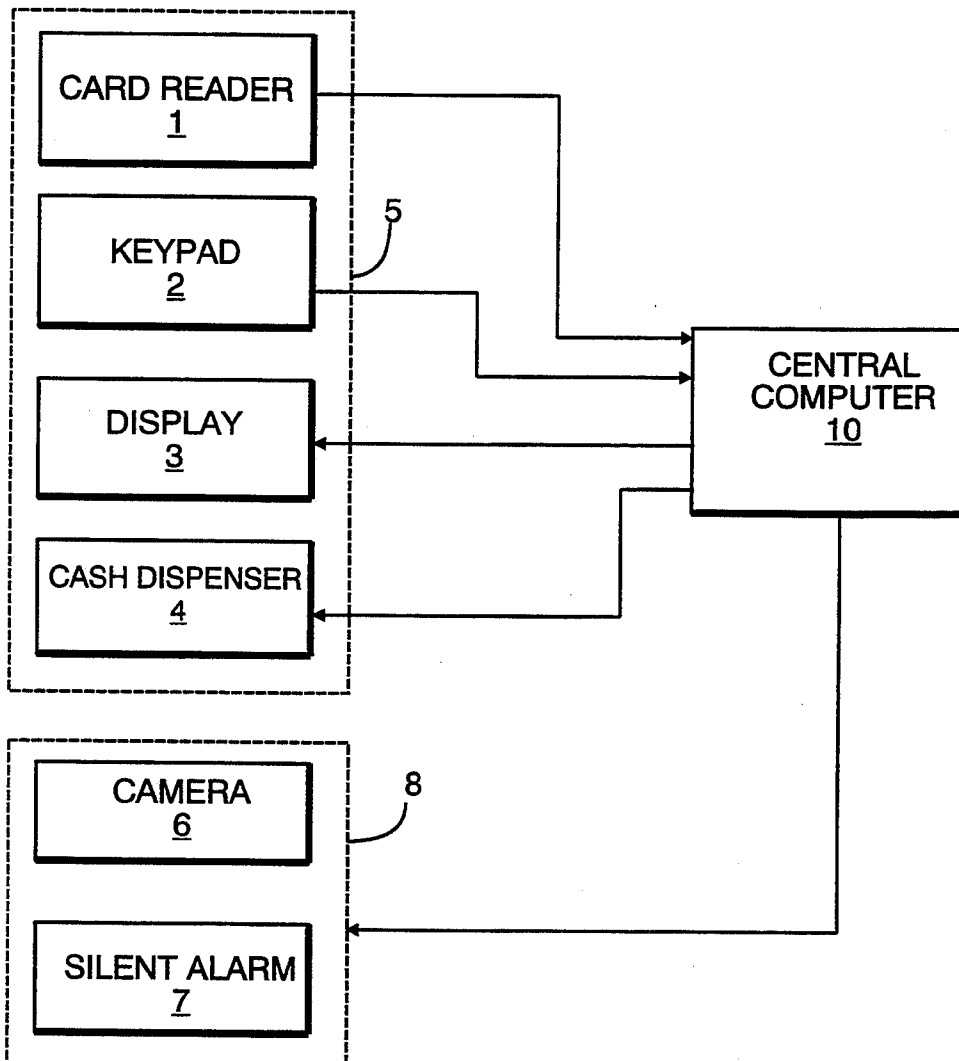 CARD READER
1
KEYPAD
2
5
DISPLAY
3
CENTRAL
COMPUTER
10
CASH DISPENSER
4
CAMERA
6
8
SILENT ALARM
7